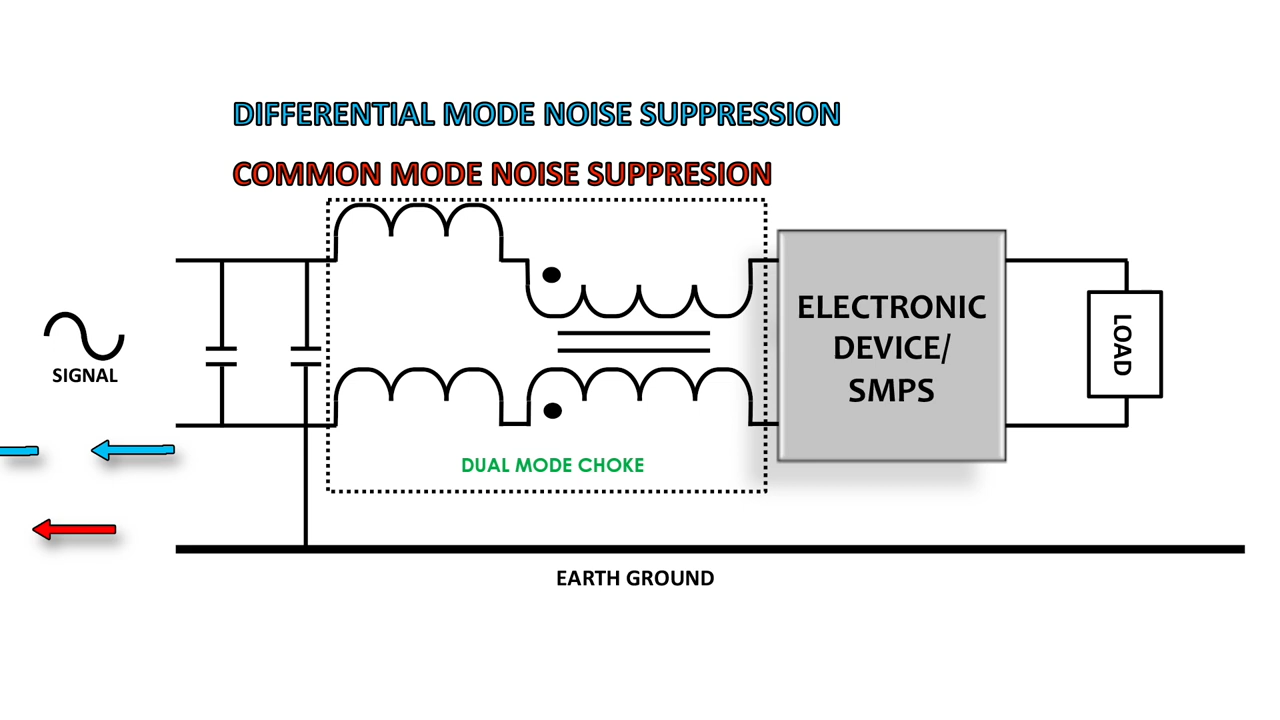 DIFFERENTIAL MODE NOISE SUPPRESSION
COMMON MODE NOISE SUPPRESION
SIGNAL
ELECTRONIC
DEVICE/
SMPS
LOAD
DUAL MODE CHOKE
EARTH GROUND